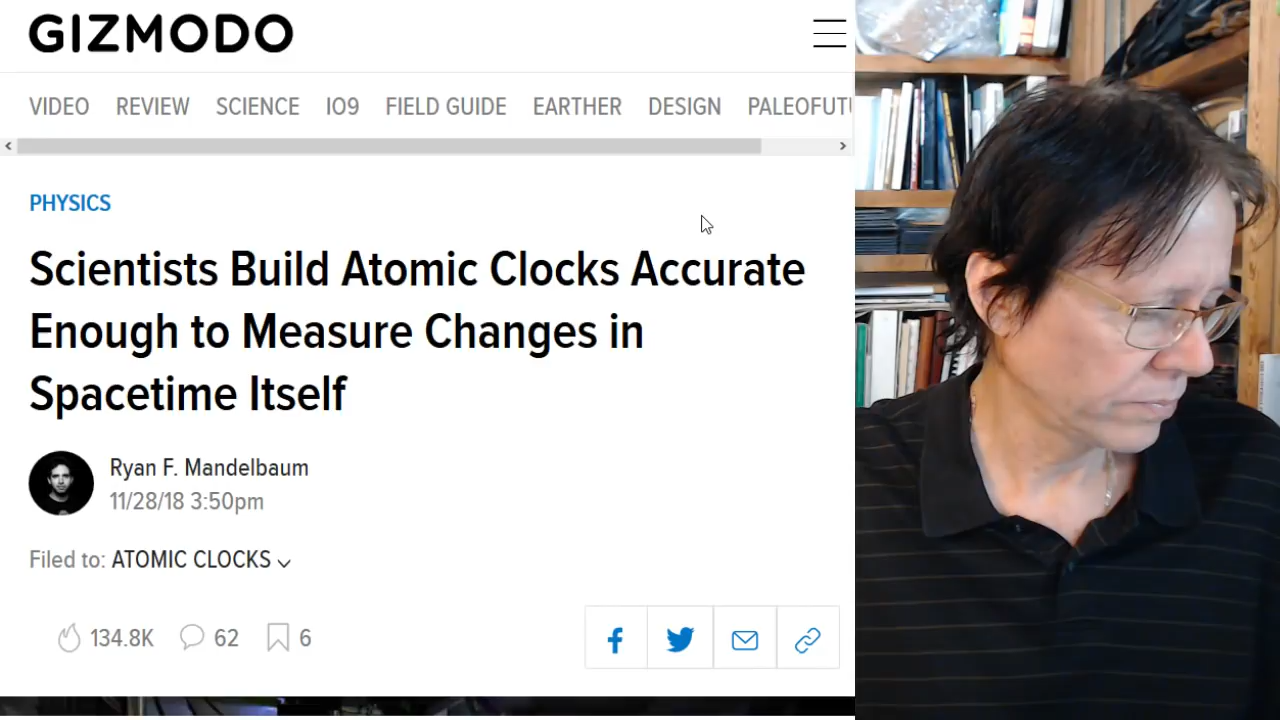 GIZMODO
VIDEO REVIEW SCIENCE IO9 FIELD GUIDE EARTHER DESIGN PALEOFUTU
PHYSICS
Scientists Build Atomic Clocks Accurate
Enough to Measure Changes in
Spacetime Itself
Ryan F. Mandelbaum
11/28/18 3:50pm
Filed to: ATOMIC CLOCKS
134.8K 62 6